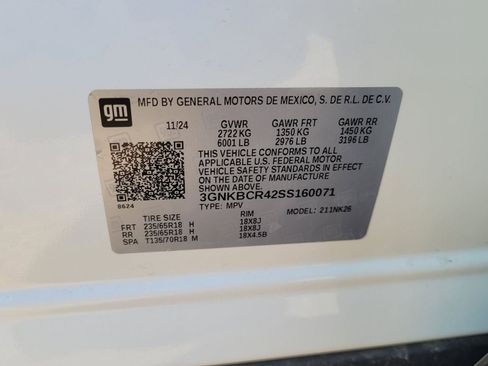 gm
MFD BY GENERAL MOTORS DE MEXICO, S. DE R.L. DE C.V.
11/24 GVWR GAWR FRT GAWR RR
2722 KG 1350 KG 1450 KG
6001 LB 2976 LB 3196 LB
THIS VEHICLE CONFORMS TO ALL
APPLICABLE U.S. FEDERAL MOTOR
VEHICLE SAFETY STANDARDS IN EFFECT
ON THE DATE OF MANUFACTURE SHOWN ABOVE.
3GNKBCR42SS160071
8624 TYPE: MPV MODEL: 211NK26
TIRE SIZE RIM
FRT 235/65R18 H 18X8J
RR 235/65R18 H 18X8J
SPA T135/70R18 M 18X4.5B